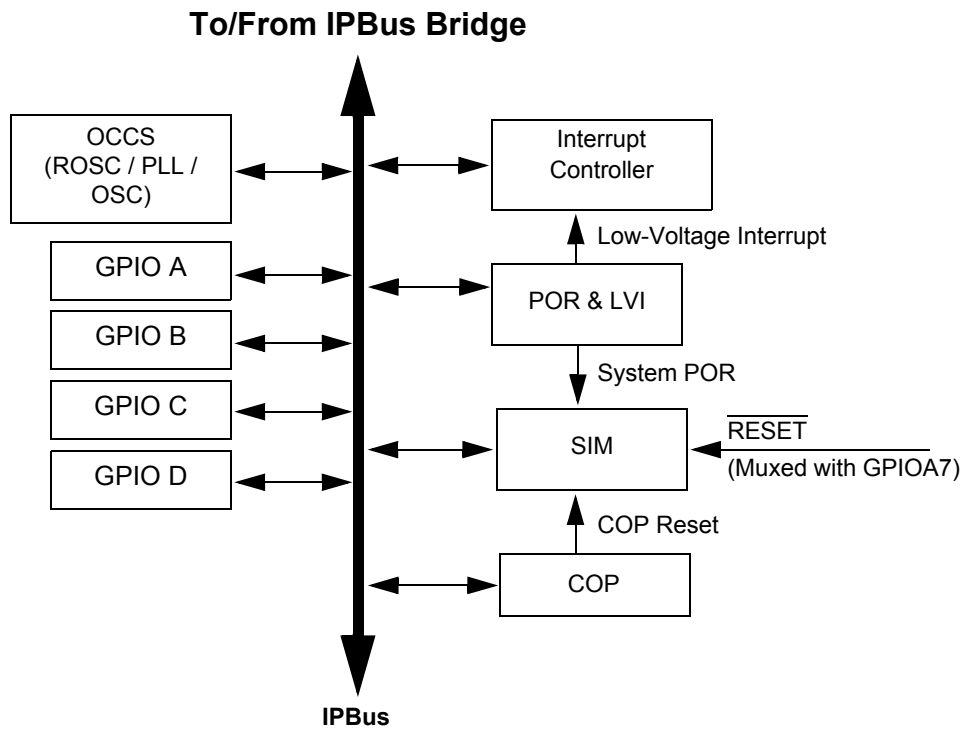 To/From IPBus Bridge
OCCS
(ROSC / PLL /
OSC)
GPIO A
GPIO B
GPIO C
GPIO D
Interrupt
Controller
Low-Voltage Interrupt
POR & LVI
System POR
SIM
RESET
(Muxed with GPIOA7)
COP Reset
COP
IPBus